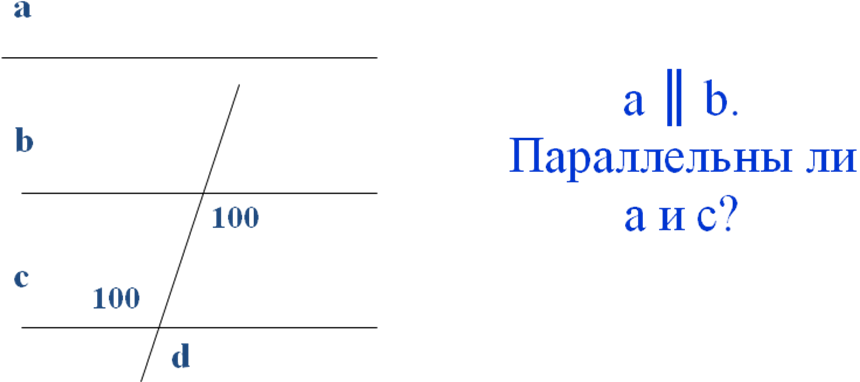 a
b
100
c
100
d
a ∥ b.
Параллельны ли
a и c?